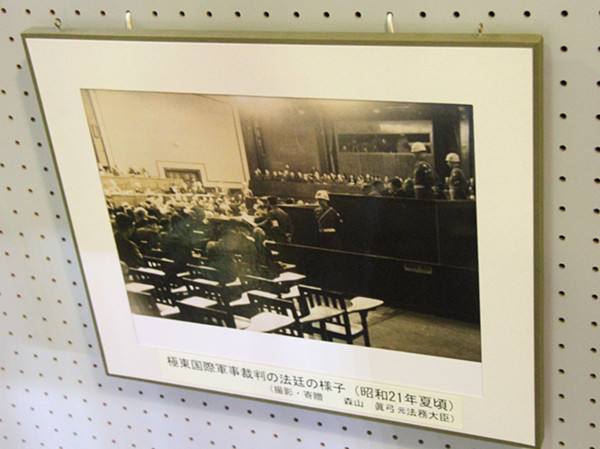 極東国際軍事裁判の法廷の様子（昭和21年夏頃）
（撮影・寄贈　森山　眞弓元法務大臣）